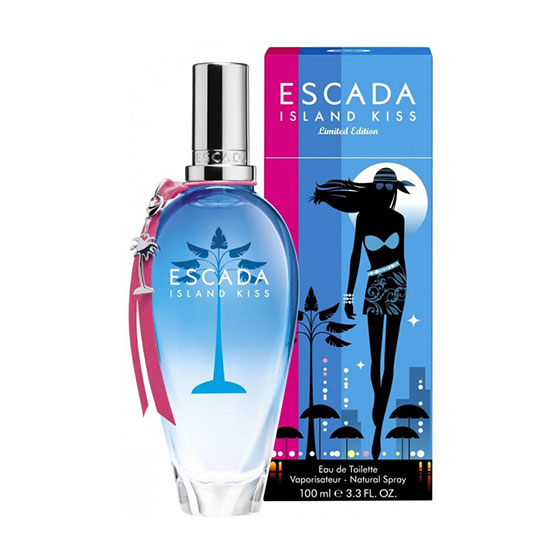 ESCADA
ESCADA
ISLAND KISS
ESCADA
ISLAND KISS
Limited Edition
Eau de Toilette
Vaporisateur - Natural Spray
100 ml ℮ 3.3 FL. OZ.